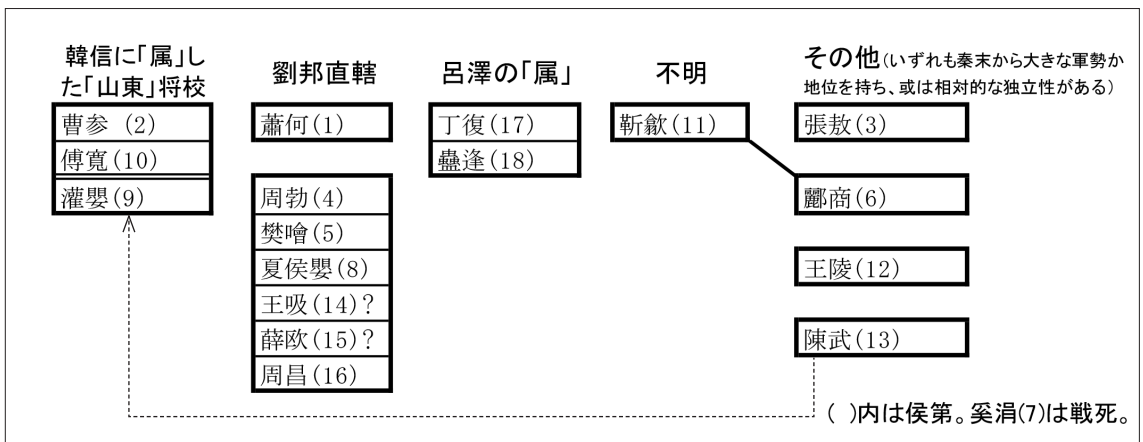 韓信に「属」し
た「山東」将校
曹参 (2)
傅寛(10)
灌嬰(9)
劉邦直轄
蕭何(1)
周勃(4)
樊噲(5)
夏侯嬰(8)
王吸(14)?
薛欧(15)?
周昌(16)
呂澤の「属」
丁復(17)
蟲逢(18)
不明
靳歙(11)
その他(いずれも秦末から大きな軍勢か
地位を持ち、或は相対的な独立性がある)
張敖(3)
酈商(6)
王陵(12)
陳武(13)
( )内は侯第。奚涓(7)は戦死。